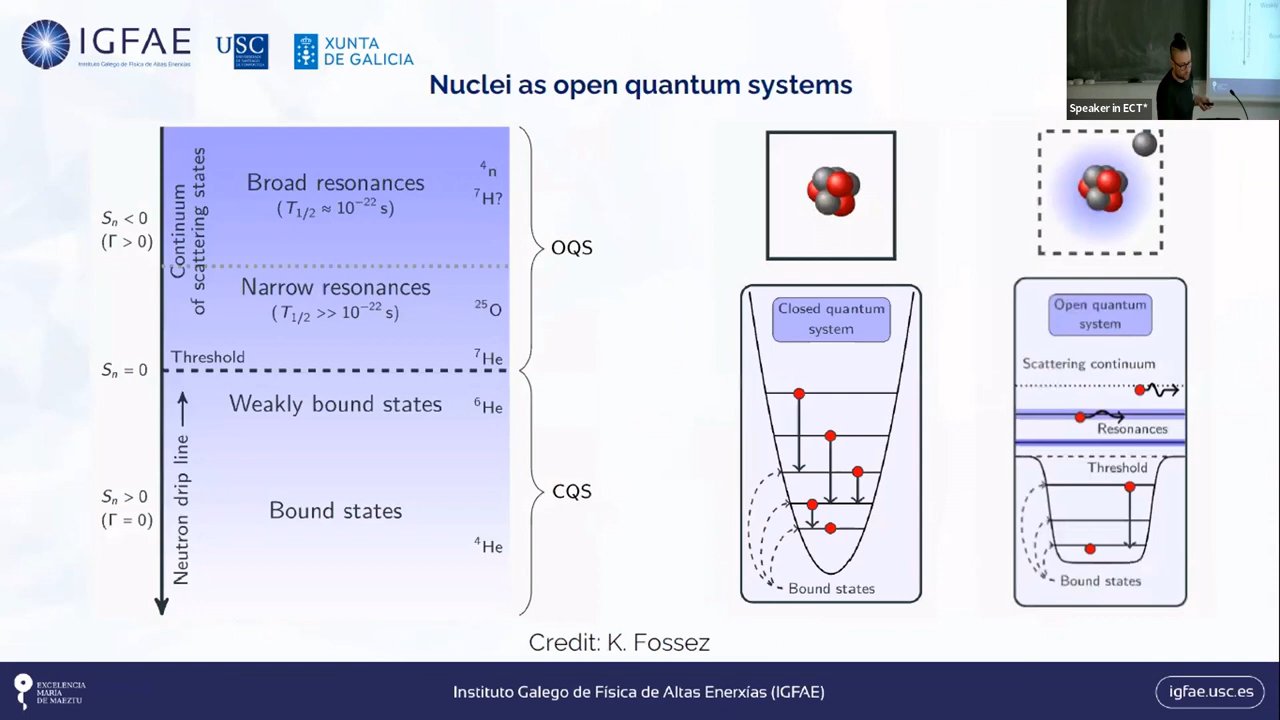 IGFAE
Instituto Galego de Física de Altas Enerxías
USC
XUNTA
DE GALICIA
Speaker in ECT*
Nuclei as open quantum systems
Continuum
of scattering states
Broad resonances
(T1/2 ≈ 10⁻²² s)
⁴n
⁷H?
Sn < 0
(Γ > 0)
OQS
Narrow resonances
(T1/2 >> 10⁻²² s)
²⁵O
Threshold
⁷He
Sn = 0
Neutron drip line
Weakly bound states
⁶He
Sn > 0
(Γ = 0)
Bound states
CQS
⁴He
Closed quantum
system
Bound states
Open quantum
system
Scattering continuum
Resonances
Threshold
Bound states
Credit: K. Fossez
EXCELENCIA
MARÍA
DE MAEZTU
Instituto Galego de Física de Altas Enerxías (IGFAE)
igfae.usc.es